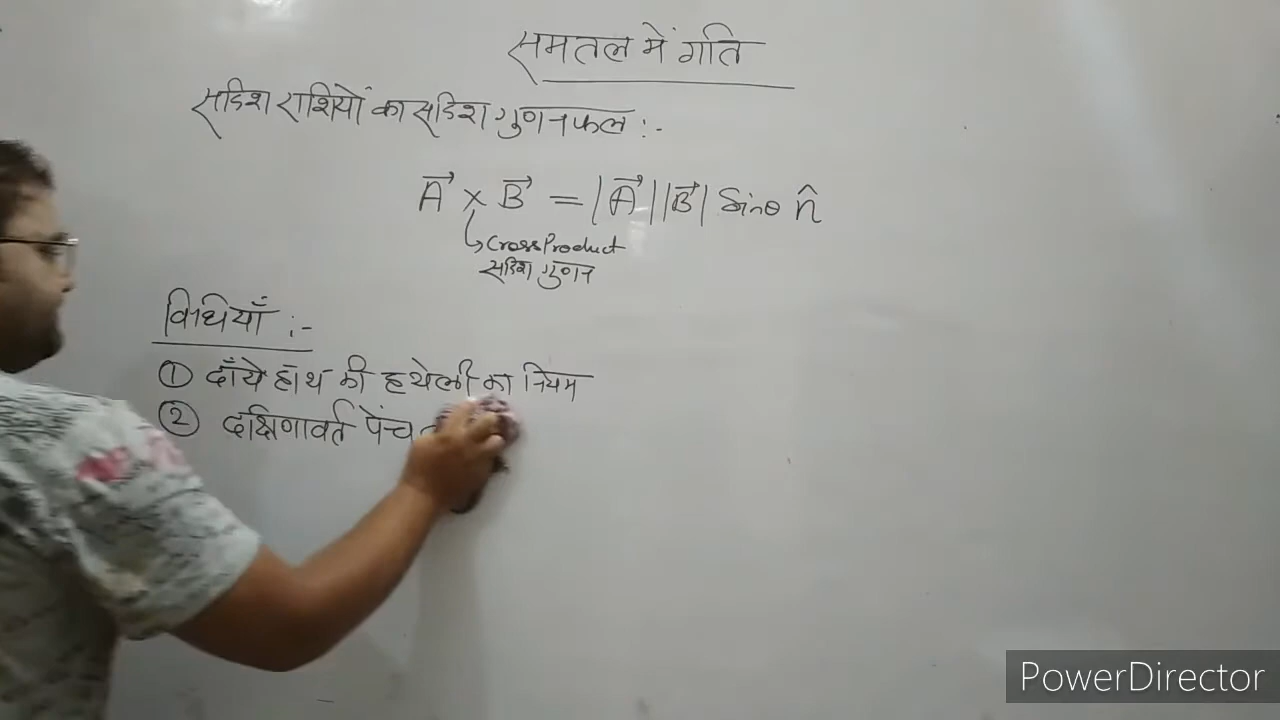 समतल में गति
सदिश राशियों का सदिश गुणनफल :-
A⃗ × B⃗ = |A⃗||B⃗| Sinθ n̂
↳ Cross Product
सदिश गुणन
विधियाँ :-
① दाँये हाँथ की हथेली का नियम
② दक्षिणावर्त पेंच
PowerDirector